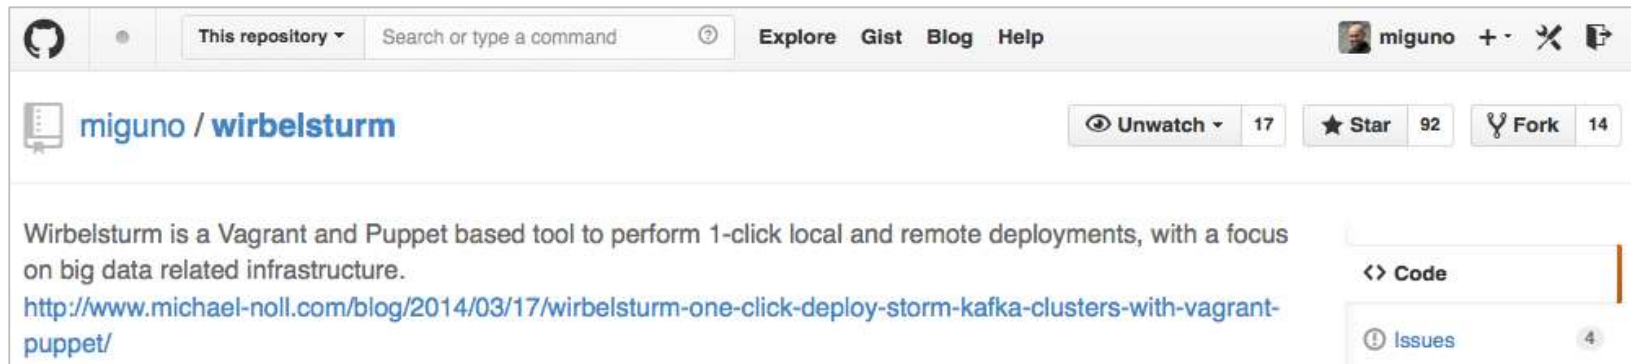 This repository Search or type a command Explore Gist Blog Help miguno
miguno / wirbelsturm Unwatch 17 Star 92 Fork 14
Wirbelsturm is a Vagrant and Puppet based tool to perform 1-click local and remote deployments, with a focus
on big data related infrastructure.
http://www.michael-noll.com/blog/2014/03/17/wirbelsturm-one-click-deploy-storm-kafka-clusters-with-vagrant-
puppet/
<> Code
Issues 4